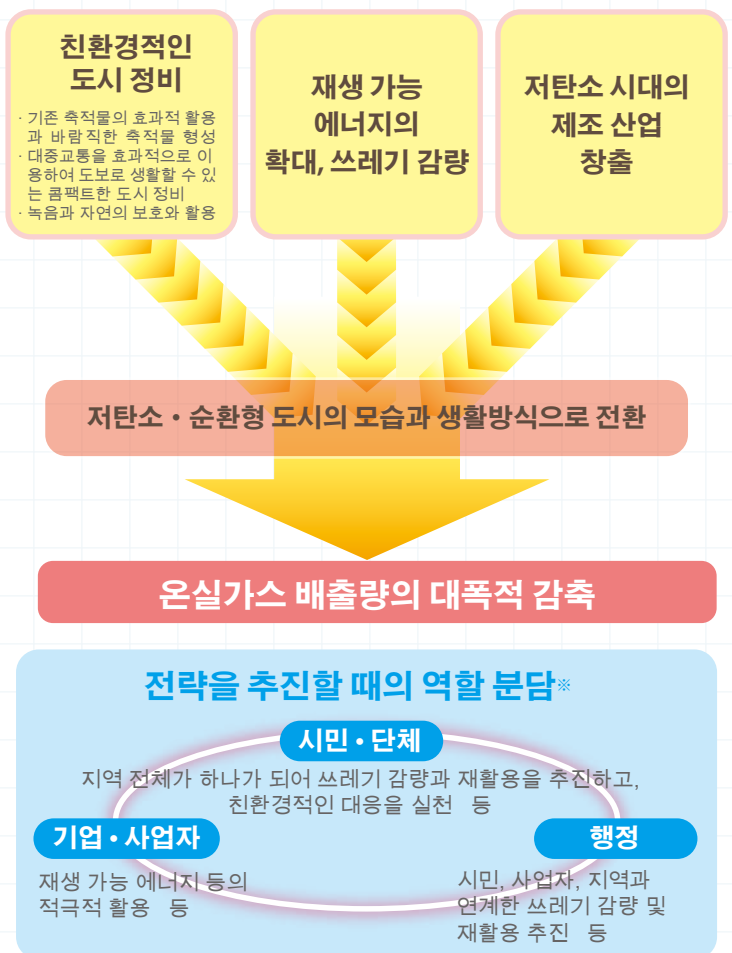 친환경적인
도시 정비
· 기존 축적물의 효과적 활용
과 바람직한 축적물 형성
· 대중교통을 효과적으로 이
용하여 도보로 생활할 수 있
는 콤팩트한 도시 정비
· 녹음과 자연의 보호와 활용
재생 가능
에너지의
확대, 쓰레기 감량
저탄소 시대의
제조 산업
창출
저탄소・순환형 도시의 모습과 생활방식으로 전환
온실가스 배출량의 대폭적 감축
전략을 추진할 때의 역할 분담※
시민・단체
지역 전체가 하나가 되어 쓰레기 감량과 재활용을 추진하고,
친환경적인 대응을 실천 등
기업・사업자
재생 가능 에너지 등의
적극적 활용 등
행정
시민, 사업자, 지역과
연계한 쓰레기 감량 및
재활용 추진 등